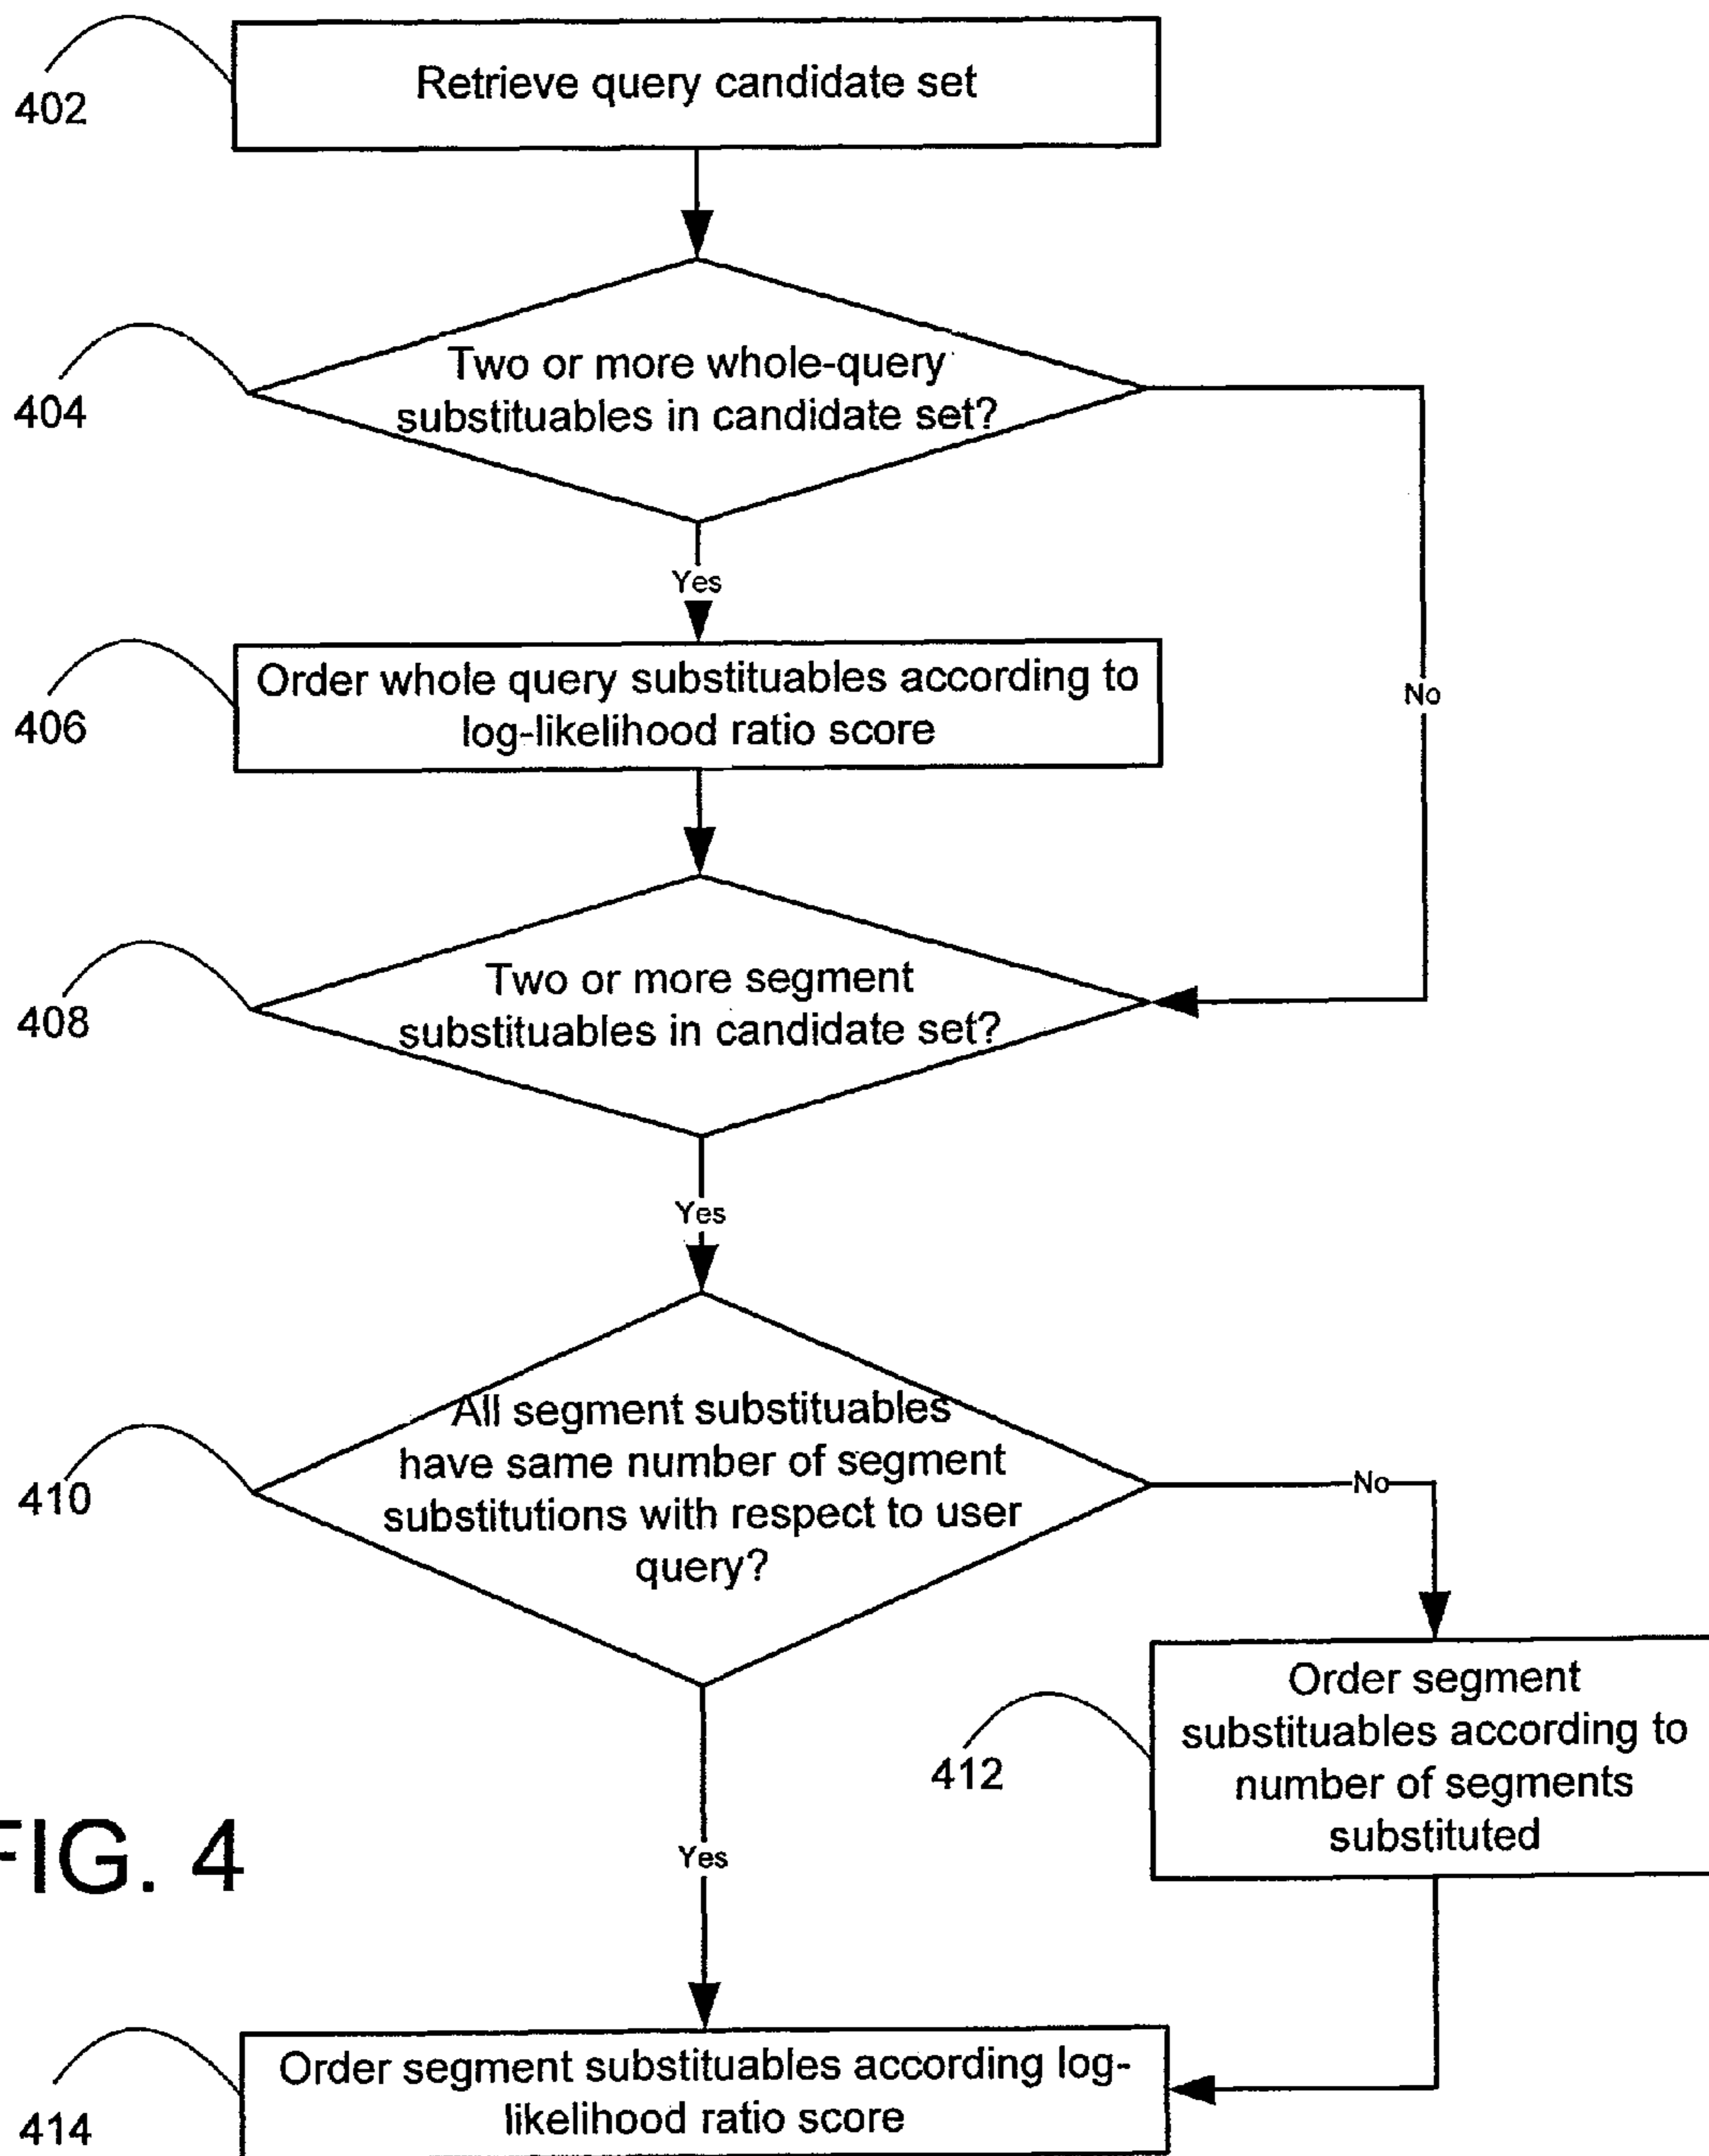 Retrieve query candidate set
402
Two or more whole-query
substituables in candidate set?
404
Yes
No
Order whole query substituables according to
log-likelihood ratio score
406
Two or more segment
substituables in candidate set?
408
Yes
All segment substituables
have same number of segment
substitutions with respect to user
query?
410
No
Order segment
substituables according to
number of segments
substituted
412
Yes
FIG. 4
Order segment substituables according log-
likelihood ratio score
414